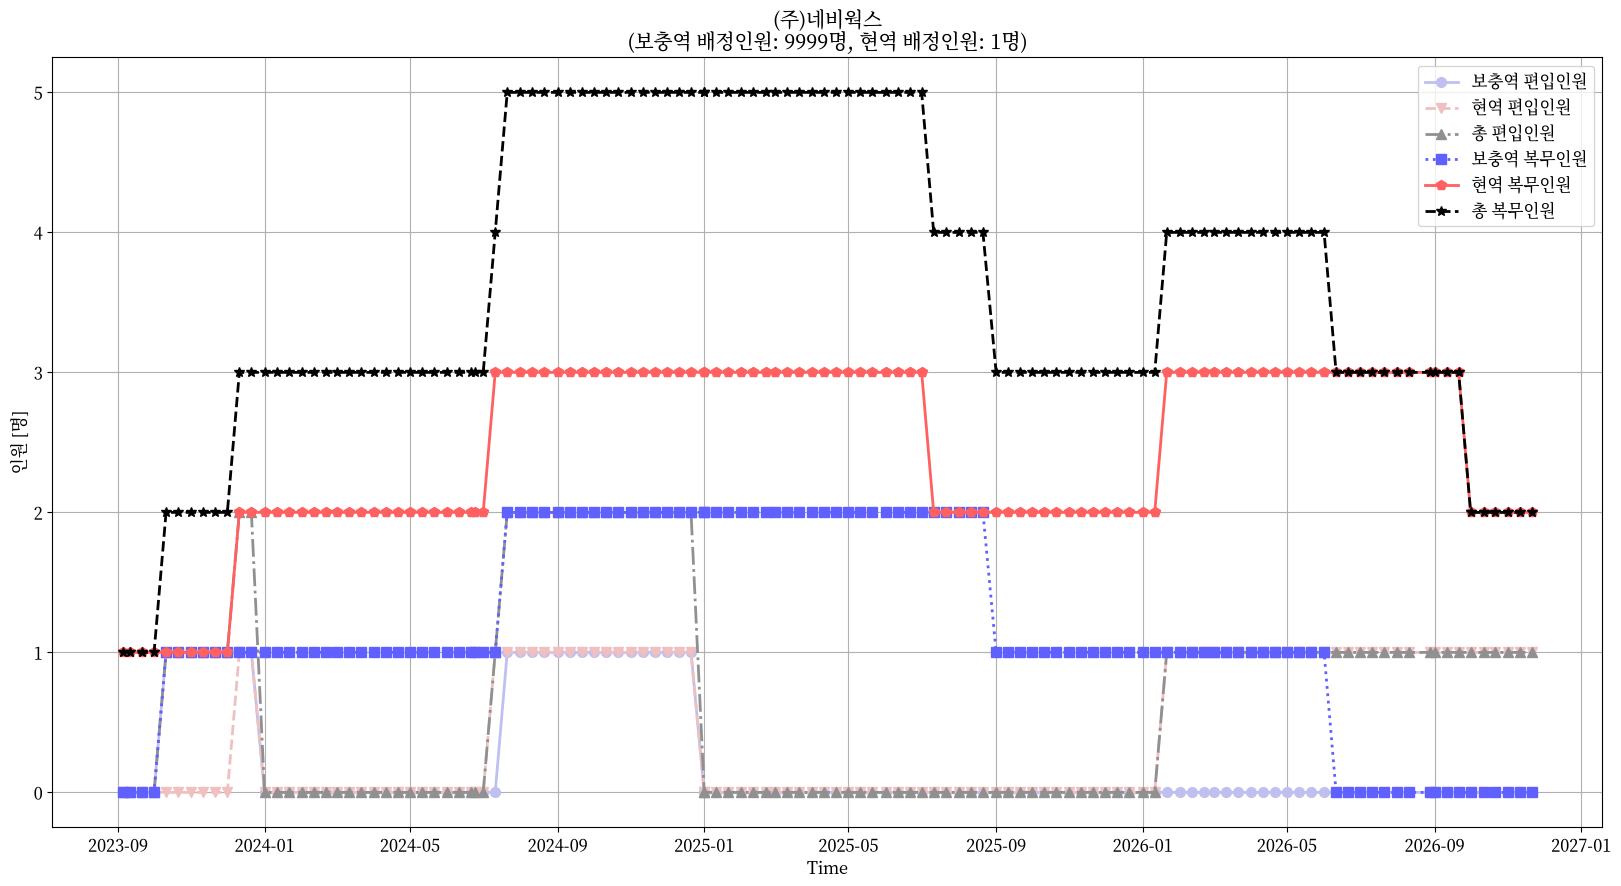 (주)네비웍스
(보충역 배정인원: 9999명, 현역 배정인원: 1명)
보충역 편입인원
현역 편입인원
총 편입인원
보충역 복무인원
현역 복무인원
총 복무인원
인원 [명]
5
4
3
2
1
0
2023-09 2024-01 2024-05 2024-09 2025-01 2025-05 2025-09 2026-01 2026-05 2026-09 2027-01
Time